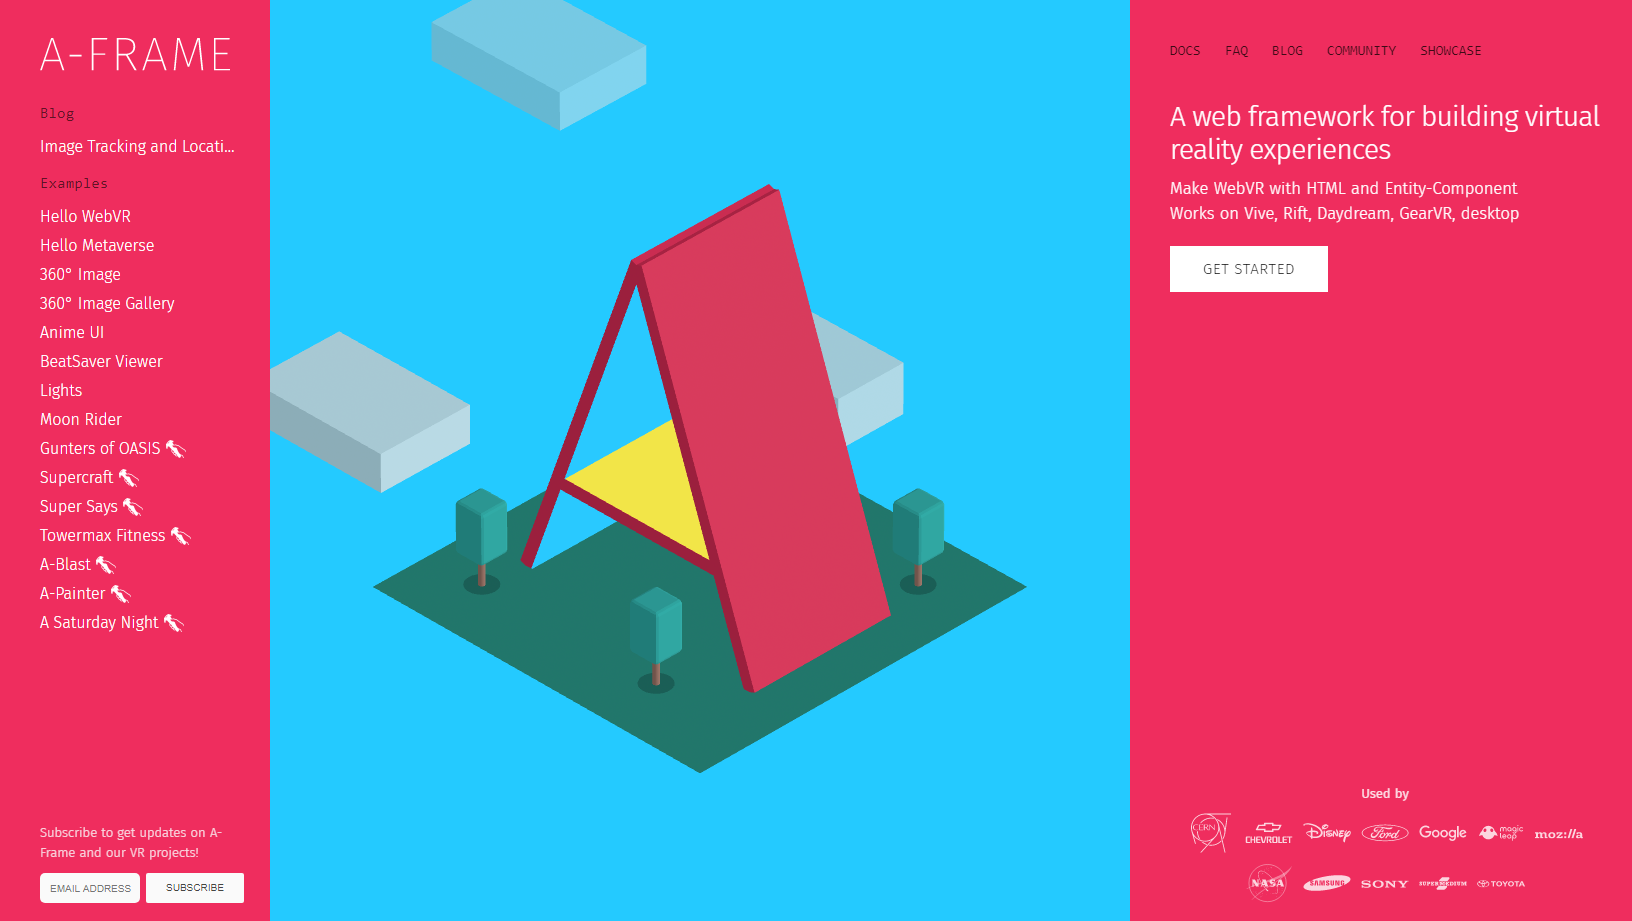 A-FRAME
Blog
Image Tracking and Locati...
Examples
Hello WebVR
Hello Metaverse
360° Image
360° Image Gallery
Anime UI
BeatSaver Viewer
Lights
Moon Rider
Gunters of OASIS
Supercraft
Super Says
Towermax Fitness
A-Blast
A-Painter
A Saturday Night
Subscribe to get updates on A-
Frame and our VR projects!
EMAIL ADDRESS SUBSCRIBE
DOCS FAQ BLOG COMMUNITY SHOWCASE
A web framework for building virtual
reality experiences
Make WebVR with HTML and Entity-Component
Works on Vive, Rift, Daydream, GearVR, desktop
GET STARTED
Used by
CERN CHEVROLET DISNEY Ford Google magic leap moz://a
NASA SAMSUNG SONY SUPERMEDIUM TOYOTA